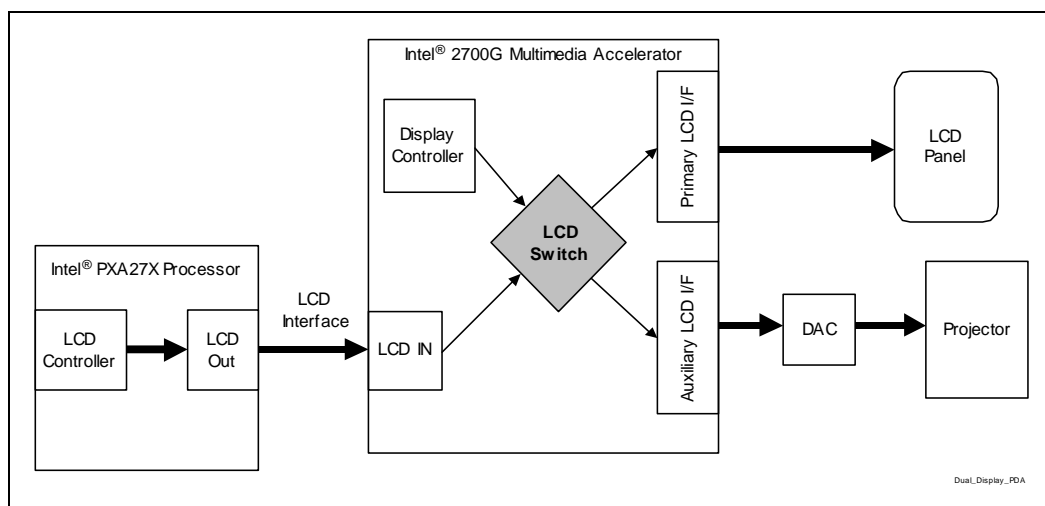 Intel® 2700G Multimedia Accelerator
Display
Controller
Primary LCD I/F
LCD
Panel
LCD
Switch
Intel® PXA27X Processor
LCD
Interface
LCD
Controller
LCD
Out
LCD IN
Auxiliary LCD I/F
DAC
Projector
Dual_Display_PDA